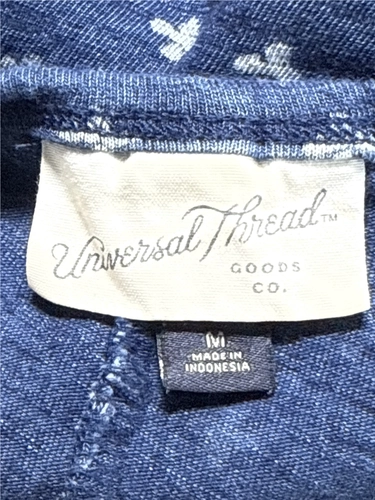 Universal Thread™
GOODS
CO.
M
MADE IN
INDONESIA